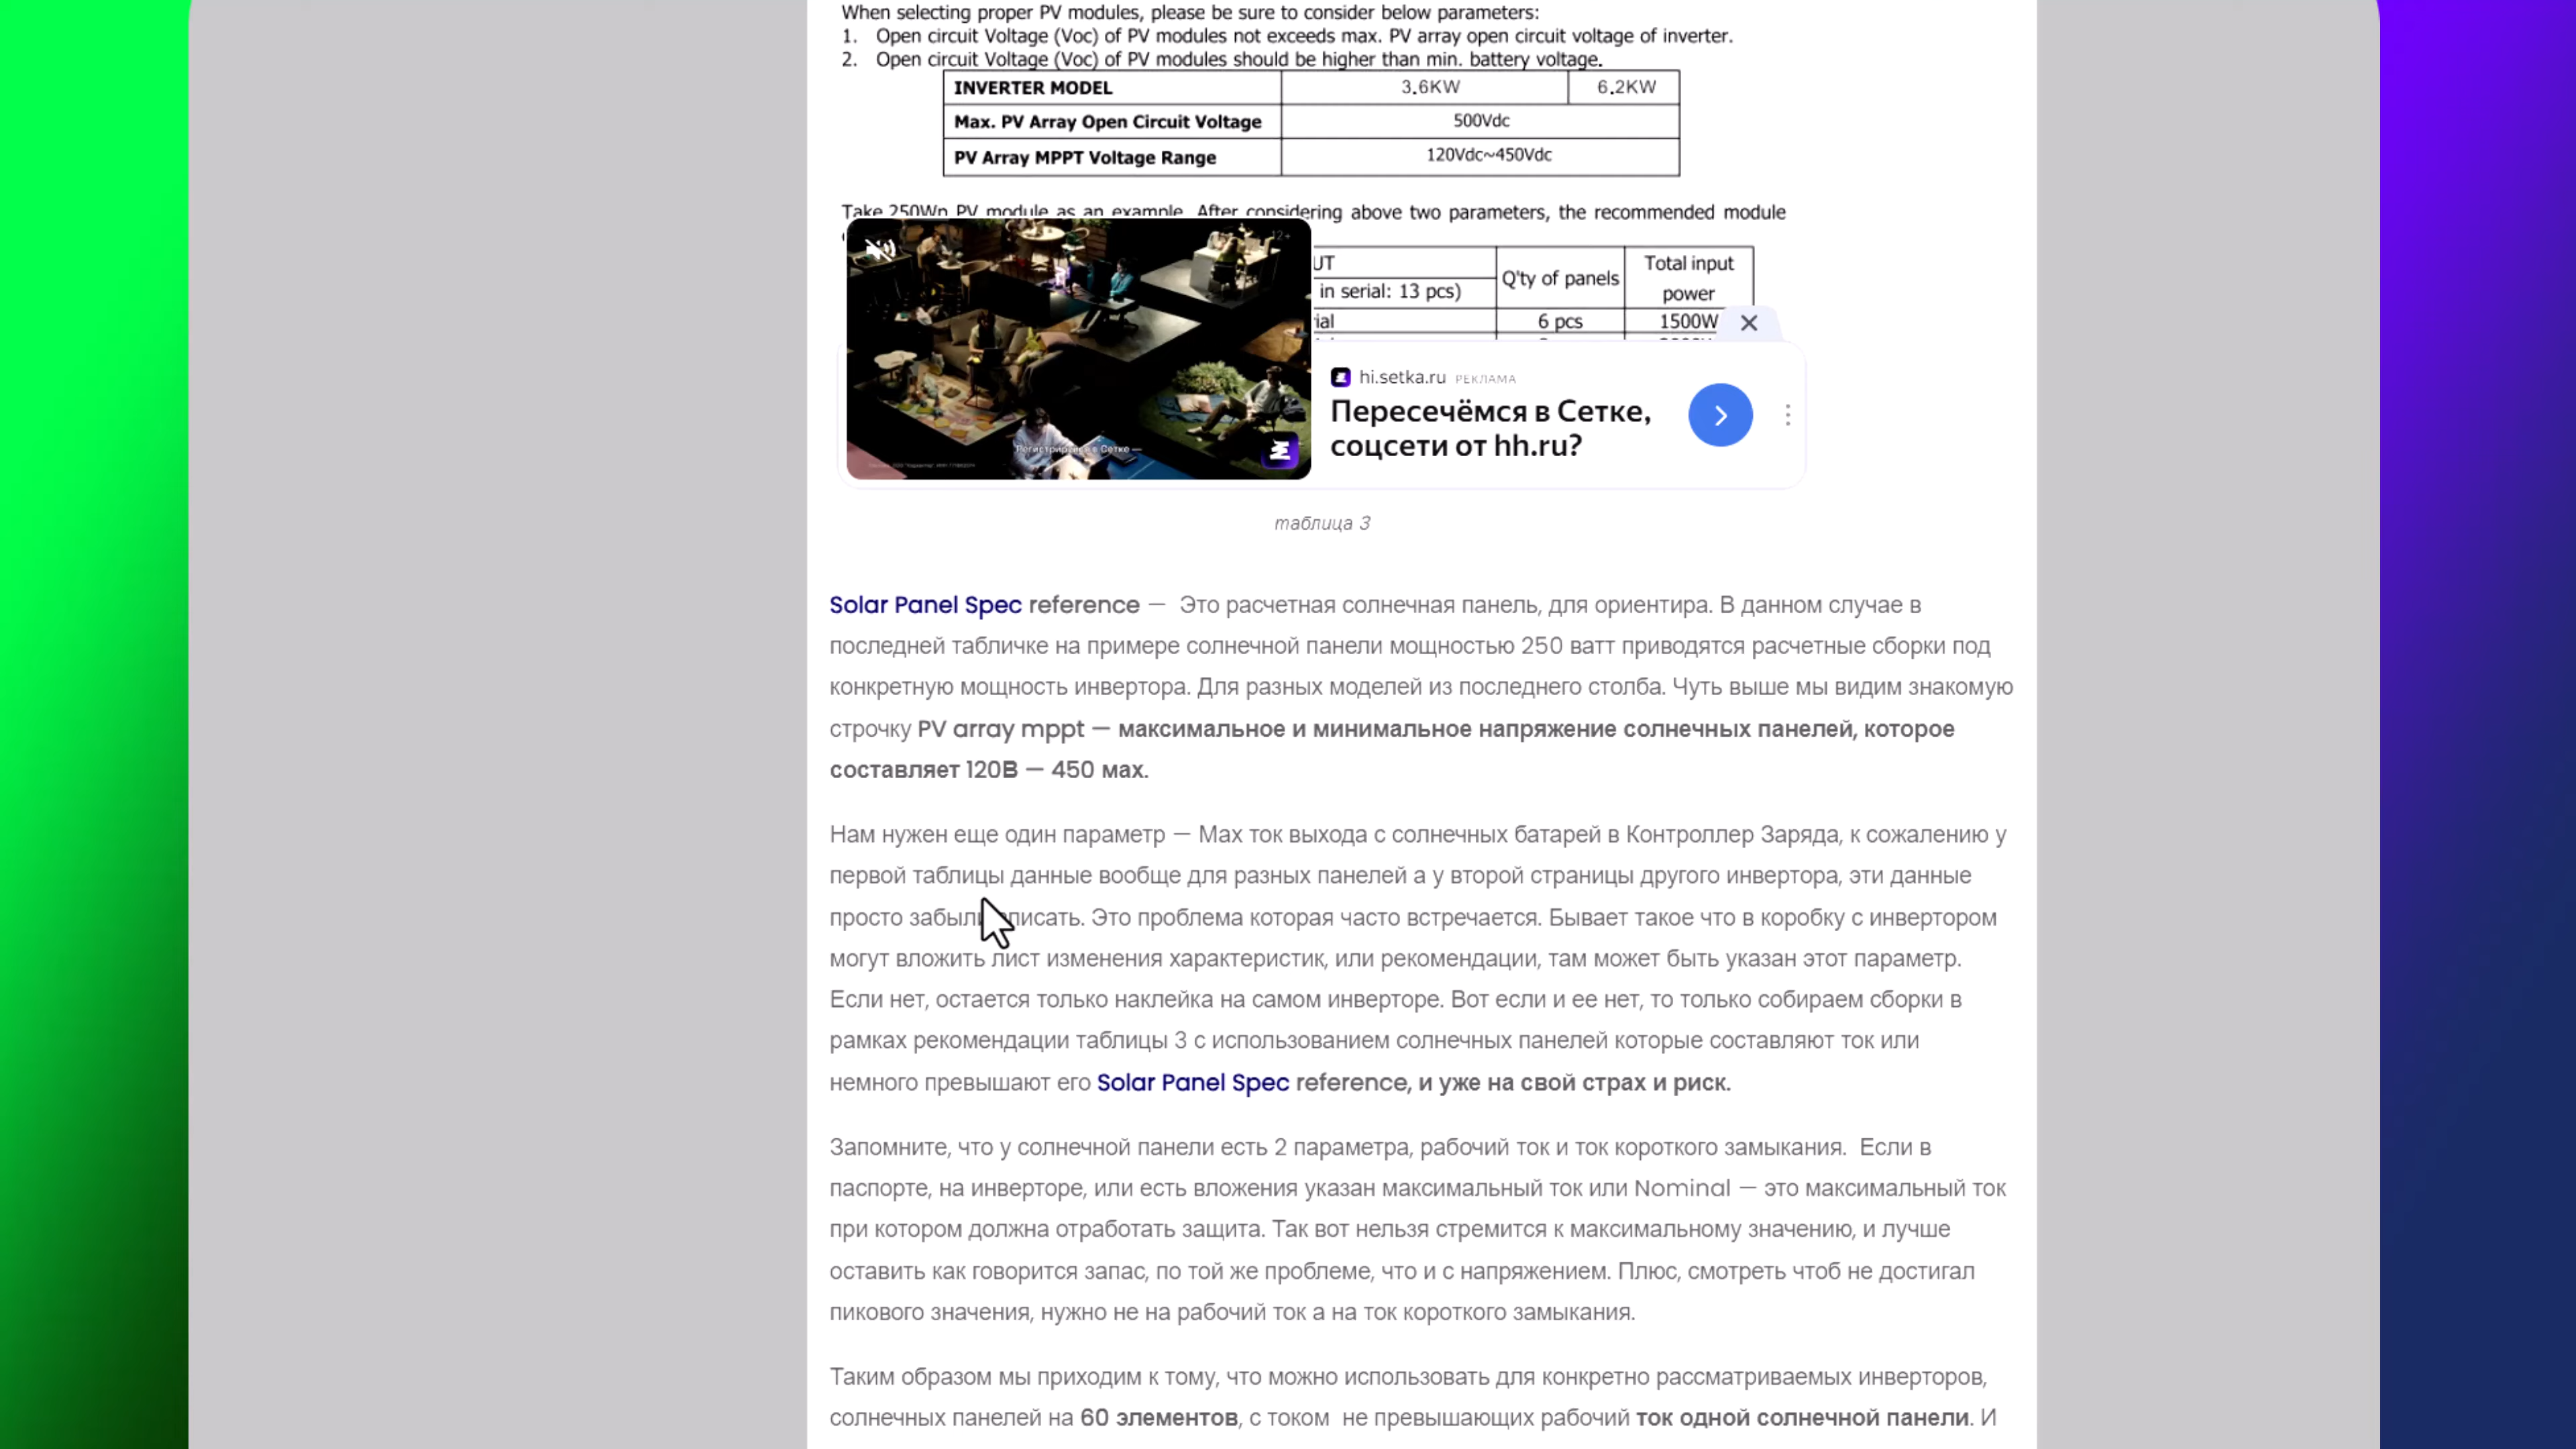 When selecting proper PV modules, please be sure to consider below parameters:
1. Open circuit Voltage (Voc) of PV modules not exceeds max. PV array open circuit voltage of inverter.
2. Open circuit Voltage (Voc) of PV modules should be higher than min. battery voltage.
INVERTER MODEL 3.6KW 6.2KW
Max. PV Array Open Circuit Voltage 500Vdc
PV Array MPPT Voltage Range 120Vdc~450Vdc
Take 250Wp PV module as an example. After considering above two parameters, the recommended module
12+
UT Q'ty of panels Total input power
in serial: 13 pcs)
ial 6 pcs 1500W
hi.setka.ru РЕКЛАМА
Пересечёмся в Сетке,
соцсети от hh.ru?
Регистрируйся в Сетке —
таблица 3
Solar Panel Spec reference — Это расчетная солнечная панель, для ориентира. В данном случае в
последней табличке на примере солнечной панели мощностью 250 ватт приводятся расчетные сборки под
конкретную мощность инвертора. Для разных моделей из последнего столба. Чуть выше мы видим знакомую
строчку PV array mppt — максимальное и минимальное напряжение солнечных панелей, которое
составляет 120В — 450 мах.
Нам нужен еще один параметр — Мах ток выхода с солнечных батарей в Контроллер Заряда, к сожалению у
первой таблицы данные вообще для разных панелей а у второй страницы другого инвертора, эти данные
просто забыли писать. Это проблема которая часто встречается. Бывает такое что в коробку с инвертором
могут вложить лист изменения характеристик, или рекомендации, там может быть указан этот параметр.
Если нет, остается только наклейка на самом инверторе. Вот если и ее нет, то только собираем сборки в
рамках рекомендации таблицы 3 с использованием солнечных панелей которые составляют ток или
немного превышают его Solar Panel Spec reference, и уже на свой страх и риск.
Запомните, что у солнечной панели есть 2 параметра, рабочий ток и ток короткого замыкания. Если в
паспорте, на инверторе, или есть вложения указан максимальный ток или Nominal — это максимальный ток
при котором должна отработать защита. Так вот нельзя стремится к максимальному значению, и лучше
оставить как говорится запас, по той же проблеме, что и с напряжением. Плюс, смотреть чтоб не достигал
пикового значения, нужно не на рабочий ток а на ток короткого замыкания.
Таким образом мы приходим к тому, что можно использовать для конкретно рассматриваемых инверторов,
солнечных панелей на 60 элементов, с током не превышающих рабочий ток одной солнечной панели. И